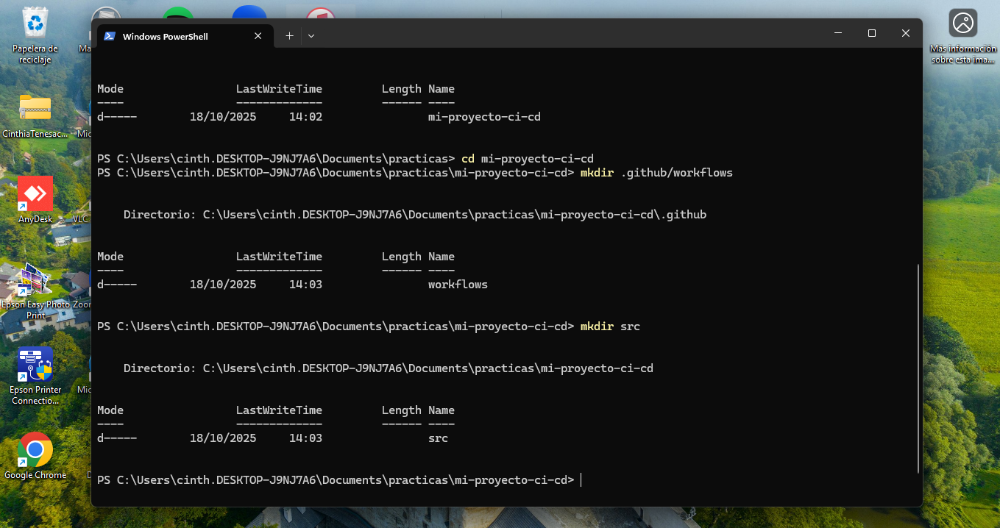 Papelera de
reciclaje
Ma
CinthiaTenesac...
Mic
AnyDesk
VLC
Epson Easy Photo
Print
Zoom
Epson Printer
Connectio...
Mic
Google Chrome
D
Más información
sobre esta ima...
Windows PowerShell
Mode                 LastWriteTime         Length Name
----                 -------------         ------ ----
d-----        18/10/2025     14:02                mi-proyecto-ci-cd
PS C:\Users\cinth.DESKTOP-J9NJ7A6\Documents\practicas> cd mi-proyecto-ci-cd
PS C:\Users\cinth.DESKTOP-J9NJ7A6\Documents\practicas\mi-proyecto-ci-cd> mkdir .github/workflows
    Directorio: C:\Users\cinth.DESKTOP-J9NJ7A6\Documents\practicas\mi-proyecto-ci-cd\.github
Mode                 LastWriteTime         Length Name
----                 -------------         ------ ----
d-----        18/10/2025     14:03                workflows
PS C:\Users\cinth.DESKTOP-J9NJ7A6\Documents\practicas\mi-proyecto-ci-cd> mkdir src
    Directorio: C:\Users\cinth.DESKTOP-J9NJ7A6\Documents\practicas\mi-proyecto-ci-cd
Mode                 LastWriteTime         Length Name
----                 -------------         ------ ----
d-----        18/10/2025     14:03                src
PS C:\Users\cinth.DESKTOP-J9NJ7A6\Documents\practicas\mi-proyecto-ci-cd>